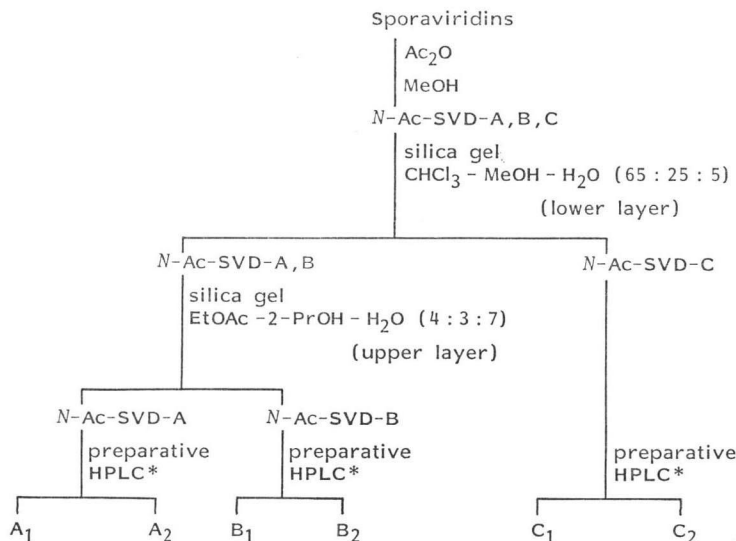 Sporaviridins
Ac₂O
MeOH
N-Ac-SVD-A,B,C
silica gel
CHCl₃ - MeOH - H₂O (65 : 25 : 5)
(lower layer)
N-Ac-SVD-A,B
N-Ac-SVD-C
silica gel
EtOAc -2-PrOH - H₂O (4 : 3 : 7)
(upper layer)
N-Ac-SVD-A
N-Ac-SVD-B
preparative
HPLC*
preparative
HPLC*
preparative
HPLC*
A₁
A₂
B₁
B₂
C₁
C₂